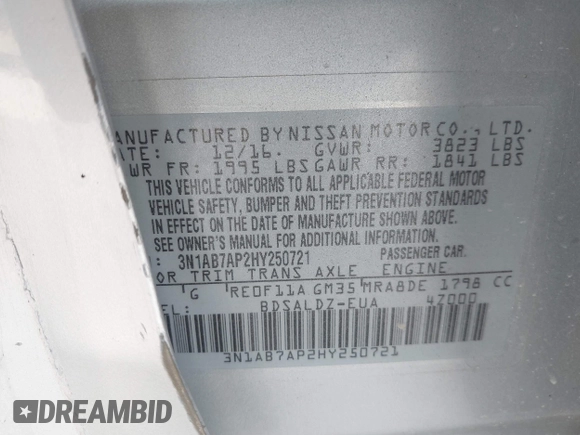 ANUFACTURED BY NISSAN MOTOR CO., LTD.
ATE: 12/16. GVWR: 3823 LBS
WR FR: 1995 LBS GAWR RR: 1841 LBS
THIS VEHICLE CONFORMS TO ALL APPLICABLE FEDERAL MOTOR
VEHICLE SAFETY, BUMPER AND THEFT PREVENTION STANDARDS
IN EFFECT ON THE DATE OF MANUFACTURE SHOWN ABOVE.
SEE OWNER'S MANUAL FOR ADDITIONAL INFORMATION.
: 3N1AB7AP2HY250721 PASSENGER CAR.
OR TRIM TRANS AXLE ENGINE
G RE0F11A GM35 MRA8DE 1798 CC
EL: BDSALDZ-EUA 4Z000
3N1AB7AP2HY250721
DREAMBID